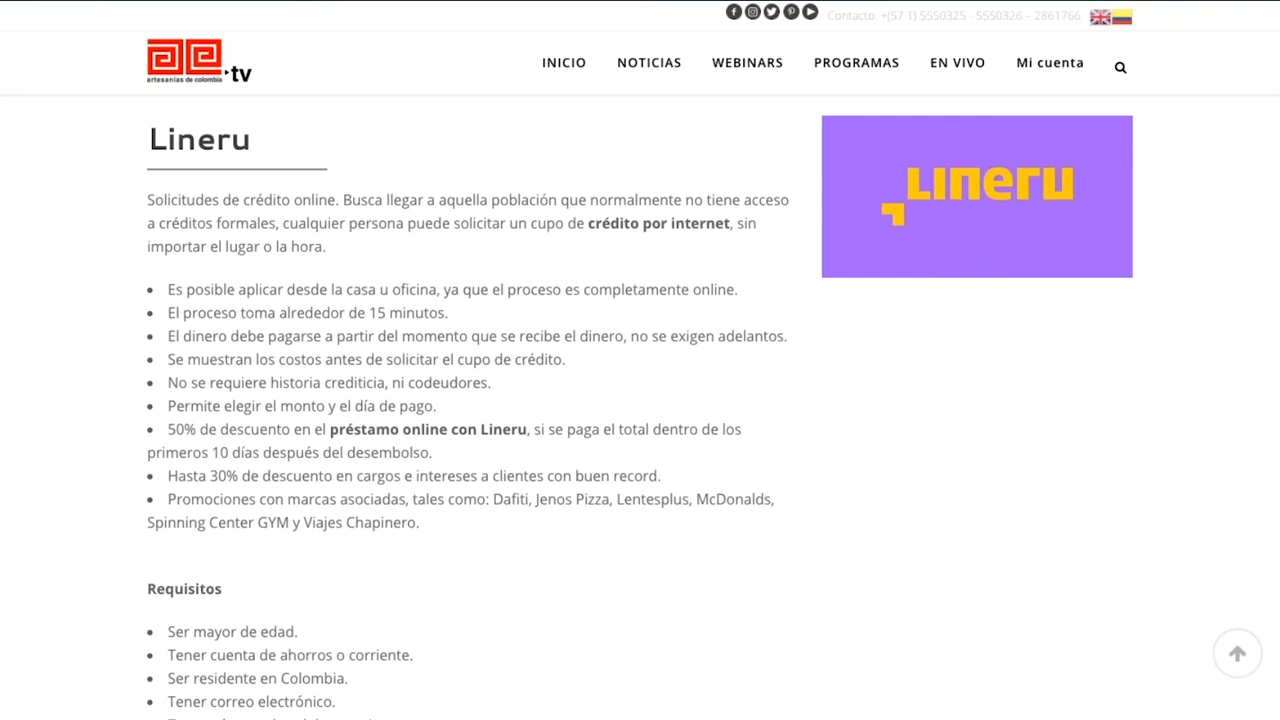 Contacto: +(57 1) 5550325 - 5550326 – 2861766
artesanías de colombia
tv
INICIO NOTICIAS WEBINARS PROGRAMAS EN VIVO Mi cuenta
Lineru
LINERU
Solicitudes de crédito online. Busca llegar a aquella población que normalmente no tiene acceso
a créditos formales, cualquier persona puede solicitar un cupo de crédito por internet, sin
importar el lugar o la hora.
• Es posible aplicar desde la casa u oficina, ya que el proceso es completamente online.
• El proceso toma alrededor de 15 minutos.
• El dinero debe pagarse a partir del momento que se recibe el dinero, no se exigen adelantos.
• Se muestran los costos antes de solicitar el cupo de crédito.
• No se requiere historia crediticia, ni codeudores.
• Permite elegir el monto y el día de pago.
• 50% de descuento en el préstamo online con Lineru, si se paga el total dentro de los
primeros 10 días después del desembolso.
• Hasta 30% de descuento en cargos e intereses a clientes con buen record.
• Promociones con marcas asociadas, tales como: Dafiti, Jenos Pizza, Lentesplus, McDonalds,
Spinning Center GYM y Viajes Chapinero.
Requisitos
• Ser mayor de edad.
• Tener cuenta de ahorros o corriente.
• Ser residente en Colombia.
• Tener correo electrónico.